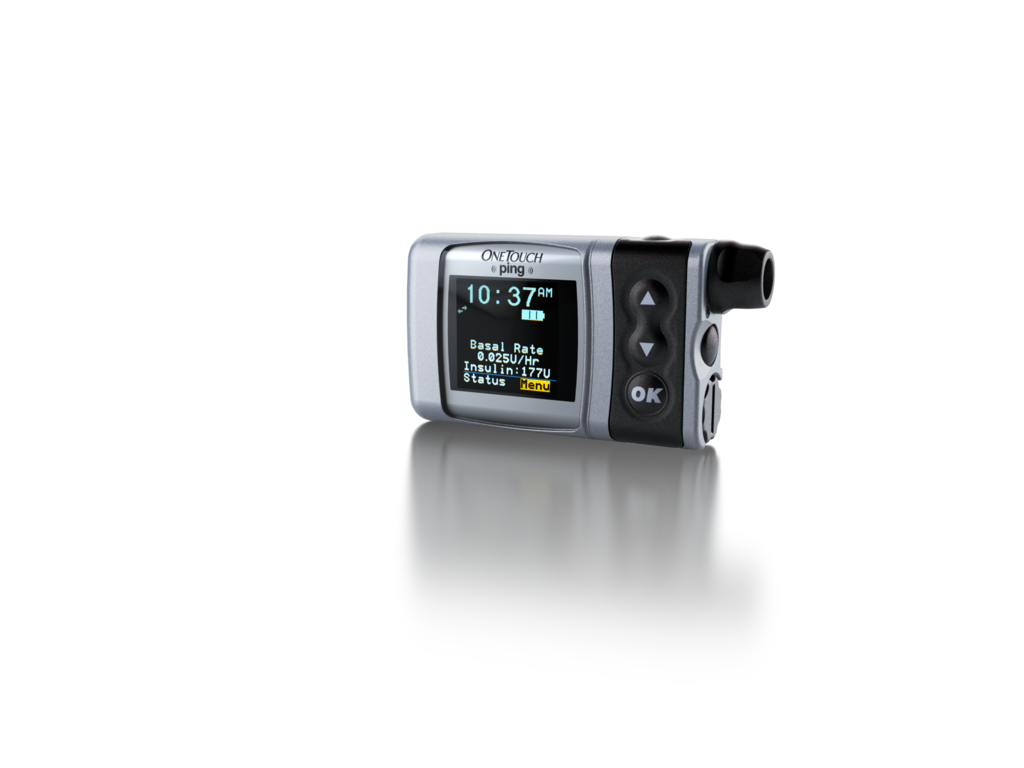 ONETOUCH
ping
10:37AM
Basal Rate
0.025U/Hr
Insulin:177U
Status Menu
OK